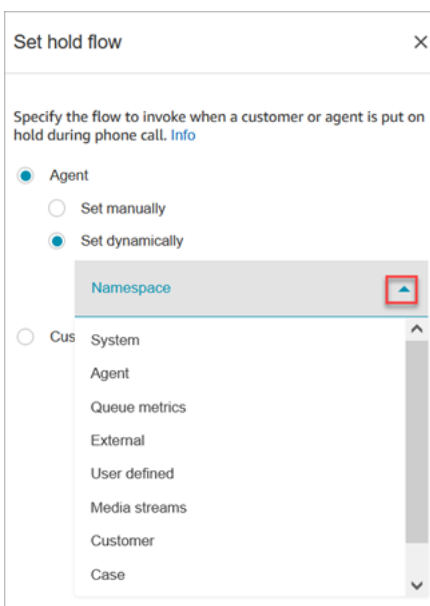 Set hold flow
Specify the flow to invoke when a customer or agent is put on
hold during phone call. Info
Agent
Set manually
Set dynamically
Namespace
Cus
System
Agent
Queue metrics
External
User defined
Media streams
Customer
Case